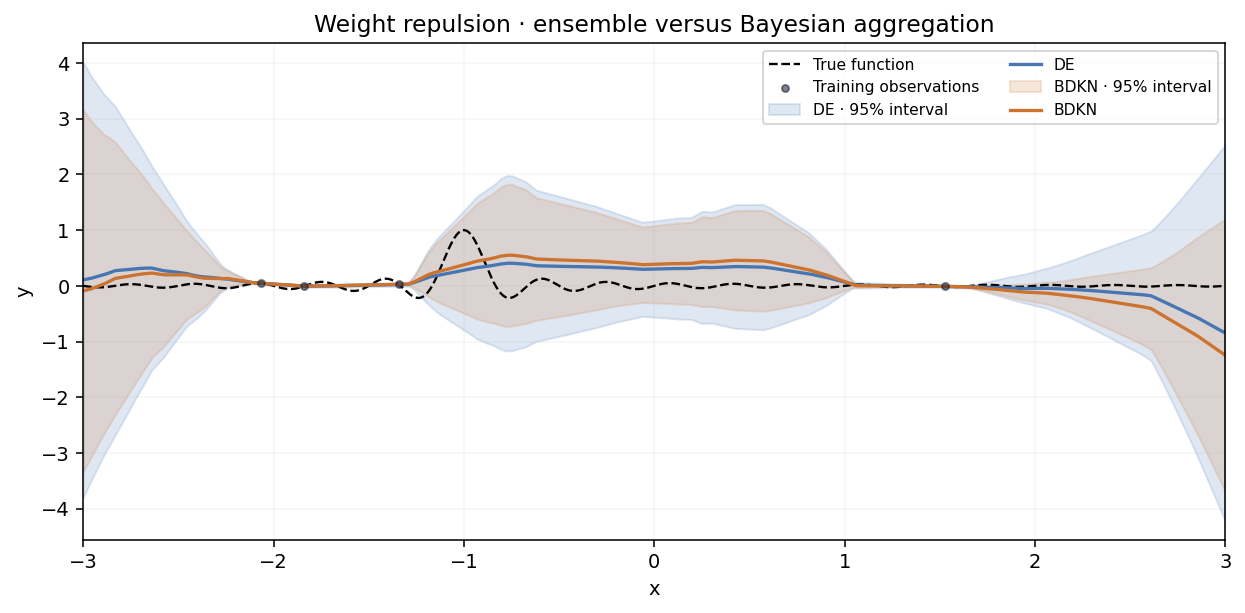 Weight repulsion · ensemble versus Bayesian aggregation
True function
Training observations
DE · 95% interval
DE
BDKN · 95% interval
BDKN
y
4
3
2
1
0
−1
−2
−3
−4
−3 −2 −1 0 1 2 3
x